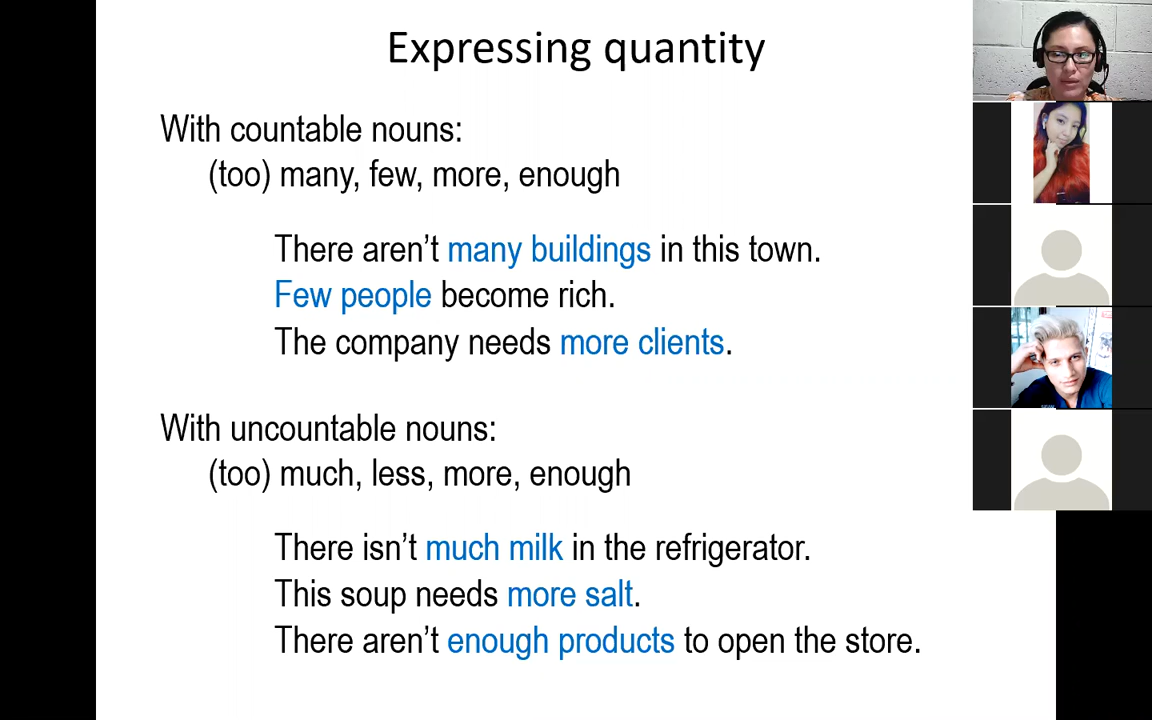 Expressing quantity
With countable nouns:
(too) many, few, more, enough
There aren’t many buildings in this town.
Few people become rich.
The company needs more clients.
With uncountable nouns:
(too) much, less, more, enough
There isn’t much milk in the refrigerator.
This soup needs more salt.
There aren’t enough products to open the store.